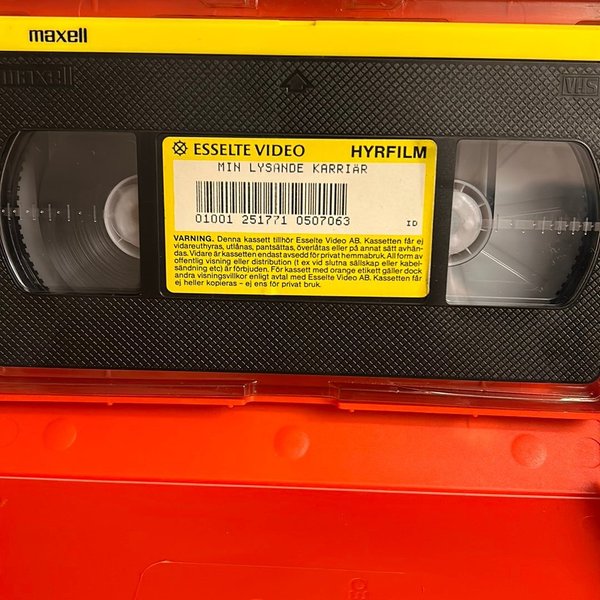 maxell
maxell
VHS
ESSELTE VIDEO HYRFILM
MIN LYSANDE KARRIÄR
01001 251771 0507063 ID
VARNING. Denna kassett tillhör Esselte Video AB. Kassetten får ej
vidareuthyras, utlånas, pantsättas, överlåtas eller på annat sätt avhän-
das. Vidare är kassetten endast avsedd för privat hemmabruk. All form av
offentlig visning eller distribution (t ex vid slutna sällskap eller kabel-
sändning etc) är förbjuden. För kassett med orange etikett gäller dock
andra visningsvillkor enligt avtal med Esselte Video AB. Kassetten får
ej heller kopieras – ej ens för privat bruk.